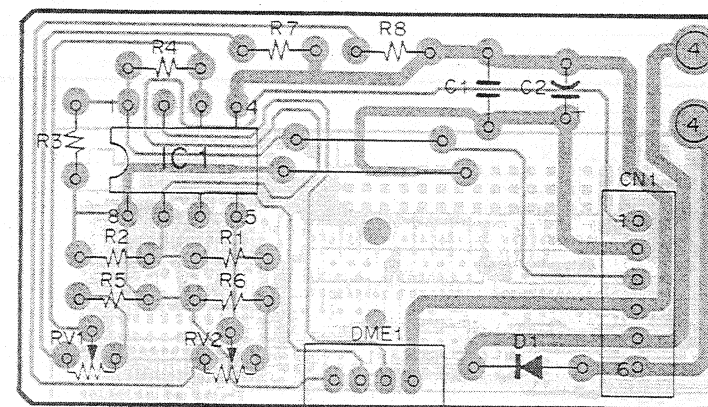 R7 R8
R4
4
C1 C2
1 4
4
R3
IC1
CN1
8 5
1
R2 R1
R5 R6
RV1 RV2
DME1
D1
6